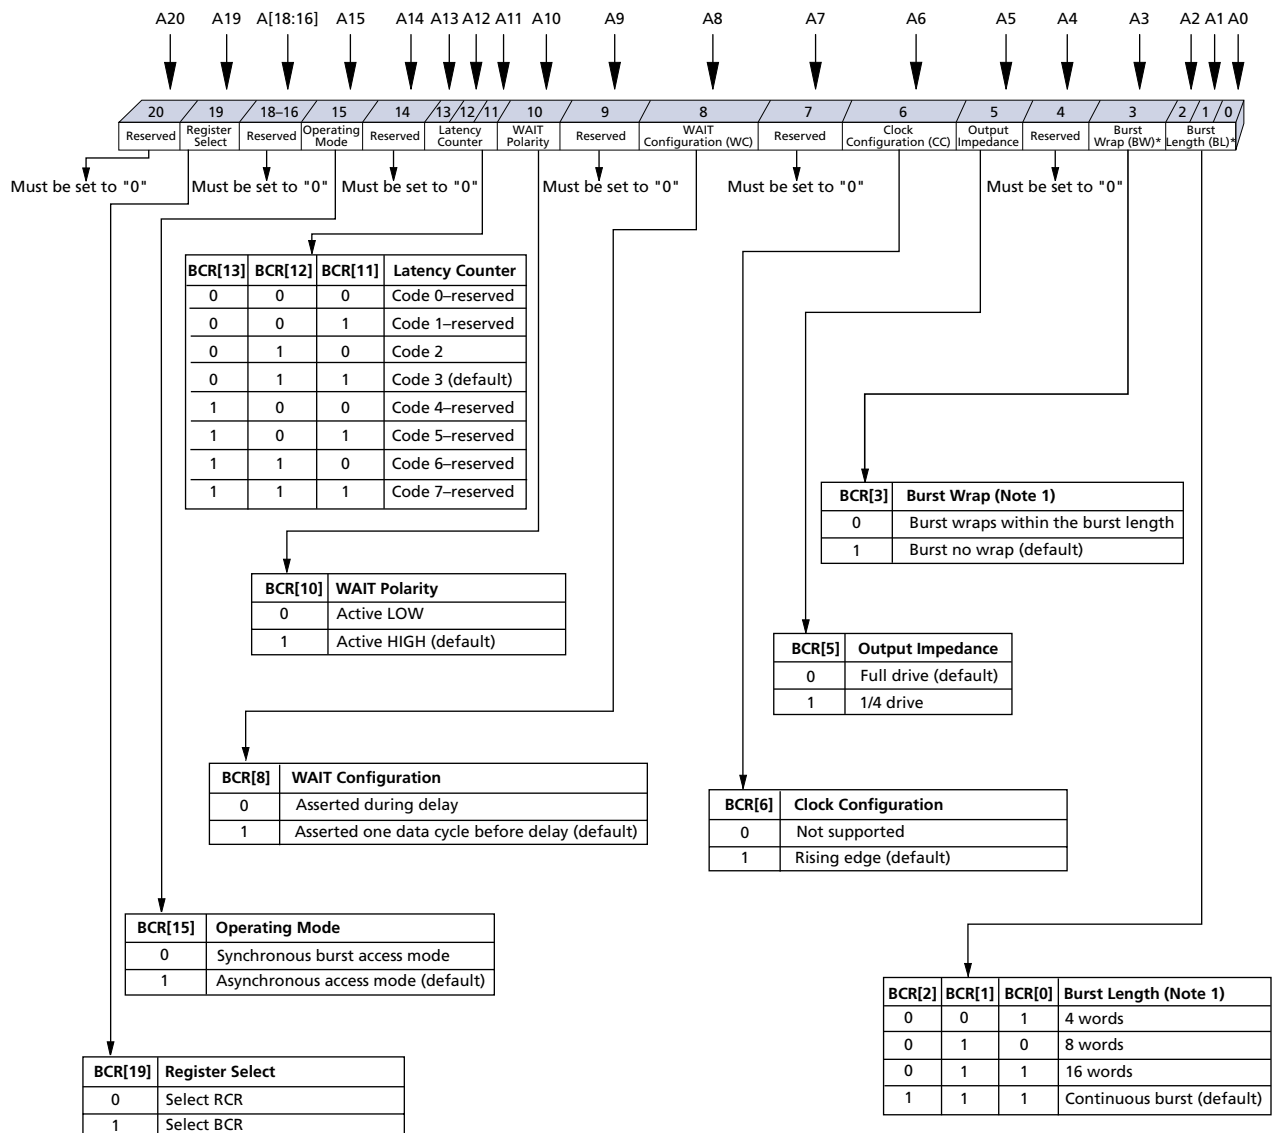 A20 A19 A[18:16] A15 A14 A13 A12 A11 A10 A9 A8 A7 A6 A5 A4 A3 A2 A1 A0
20 19 18–16 15 14 13 12 11 10 9 8 7 6 5 4 3 2 1 0
Reserved
Register
Select
Reserved
Operating
Mode
Reserved
Latency
Counter
WAIT
Polarity
Reserved
WAIT
Configuration (WC)
Reserved
Clock
Configuration (CC)
Output
Impedance
Reserved
Burst
Wrap (BW)*
Burst
Length (BL)*
Must be set to "0" Must be set to "0" Must be set to "0" Must be set to "0" Must be set to "0" Must be set to "0"
BCR[13] BCR[12] BCR[11] Latency Counter
0 0 0 Code 0–reserved
0 0 1 Code 1–reserved
0 1 0 Code 2
0 1 1 Code 3 (default)
1 0 0 Code 4–reserved
1 0 1 Code 5–reserved
1 1 0 Code 6–reserved
1 1 1 Code 7–reserved
BCR[3] Burst Wrap (Note 1)
0 Burst wraps within the burst length
1 Burst no wrap (default)
BCR[10] WAIT Polarity
0 Active LOW
1 Active HIGH (default)
BCR[5] Output Impedance
0 Full drive (default)
1 1/4 drive
BCR[8] WAIT Configuration
0 Asserted during delay
1 Asserted one data cycle before delay (default)
BCR[6] Clock Configuration
0 Not supported
1 Rising edge (default)
BCR[15] Operating Mode
0 Synchronous burst access mode
1 Asynchronous access mode (default)
BCR[2] BCR[1] BCR[0] Burst Length (Note 1)
0 0 1 4 words
0 1 0 8 words
0 1 1 16 words
1 1 1 Continuous burst (default)
BCR[19] Register Select
0 Select RCR
1 Select BCR